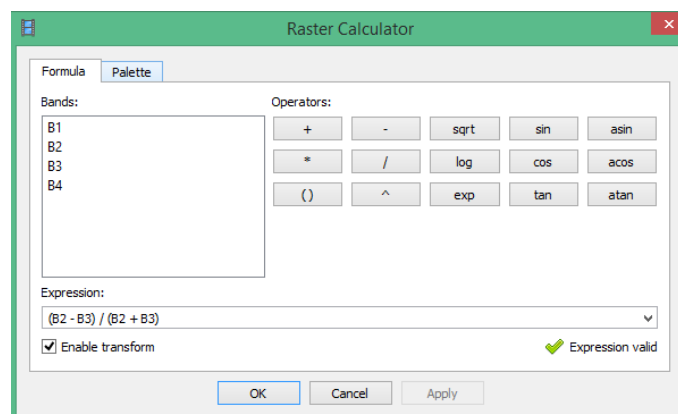 Raster Calculator
Formula Palette
Bands: Operators:
B1
B2
B3
B4
+ - sqrt sin asin
* / log cos acos
() ^ exp tan atan
Expression:
(B2 - B3) / (B2 + B3)
Enable transform Expression valid
OK Cancel Apply